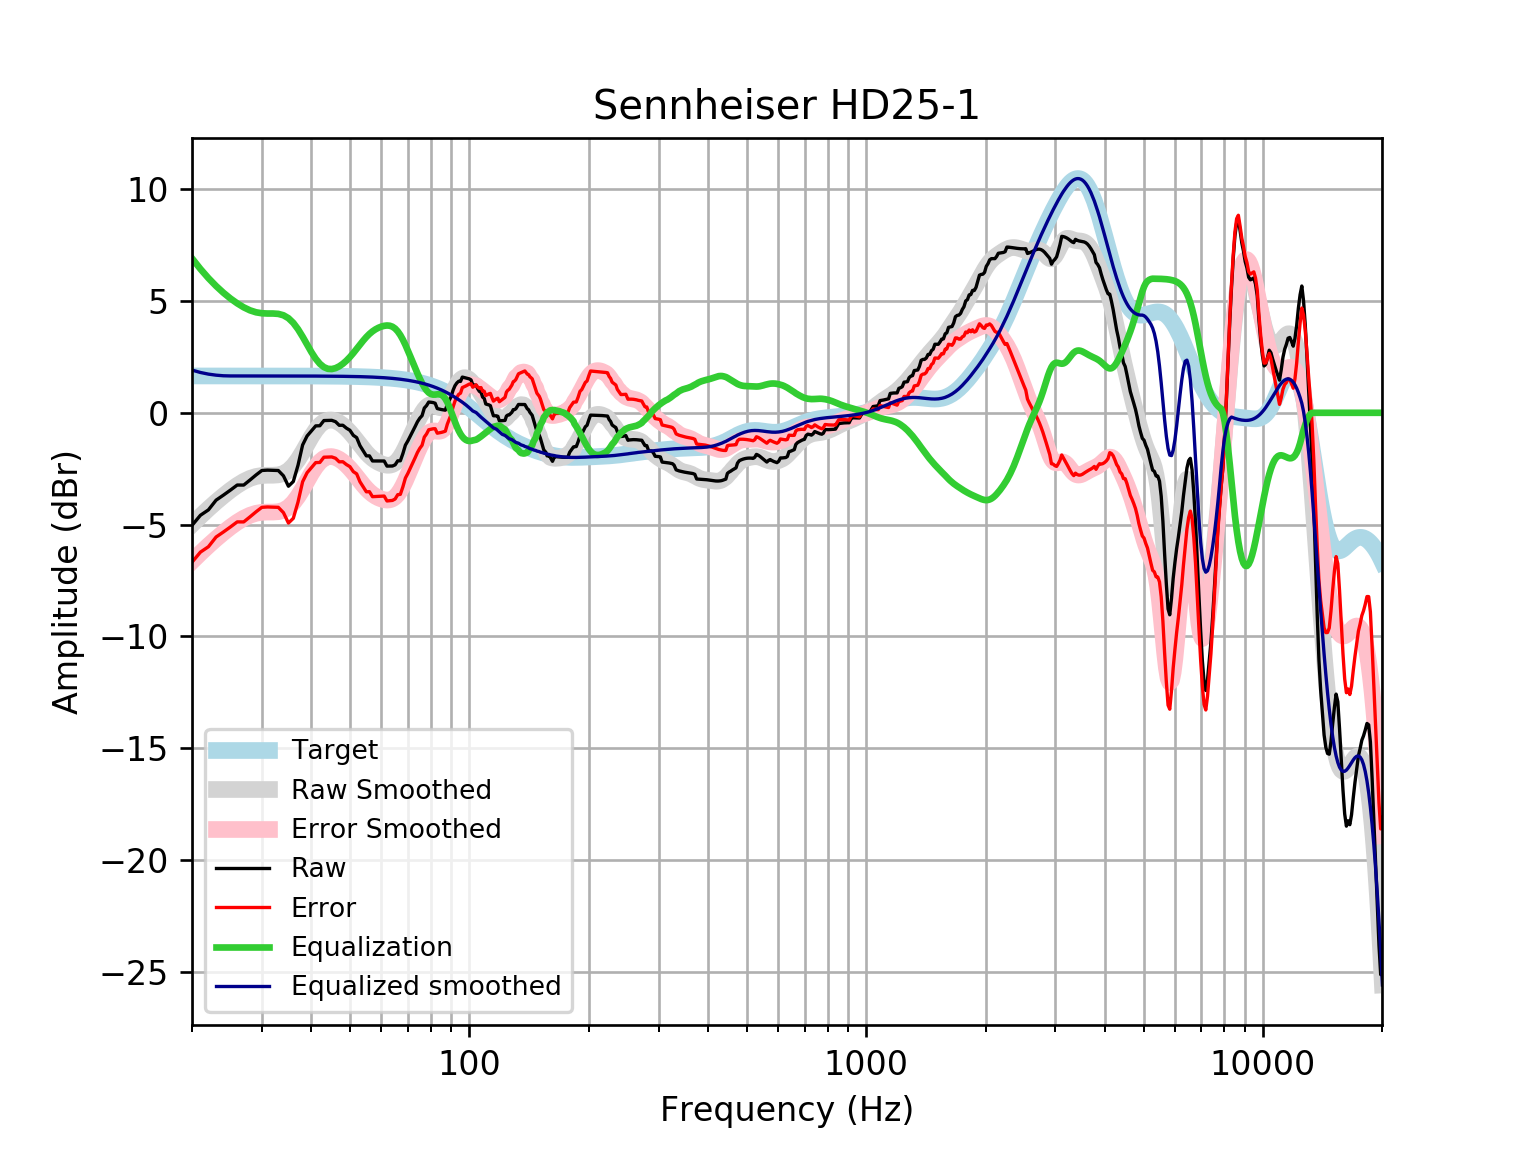 Sennheiser HD25-1
10
5
0
−5
−10
−15
−20
−25
Amplitude (dBr)
Target
Raw Smoothed
Error Smoothed
Raw
Error
Equalization
Equalized smoothed
100
1000
10000
Frequency (Hz)